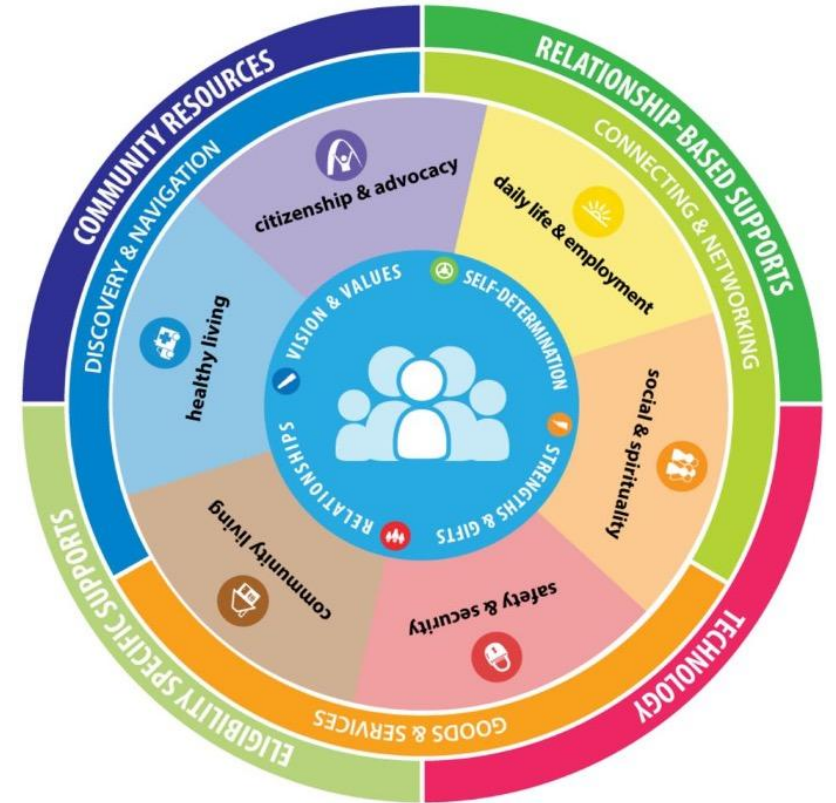 COMMUNITY RESOURCES
RELATIONSHIP-BASED SUPPORTS
TECHNOLOGY
ELIGIBILITY SPECIFIC SUPPORTS
DISCOVERY & NAVIGATION
CONNECTING & NETWORKING
GOODS & SERVICES
citizenship & advocacy
daily life & employment
social & spirituality
safety & security
community living
healthy living
VISION & VALUES
SELF-DETERMINATION
STRENGTHS & GIFTS
RELATIONSHIPS